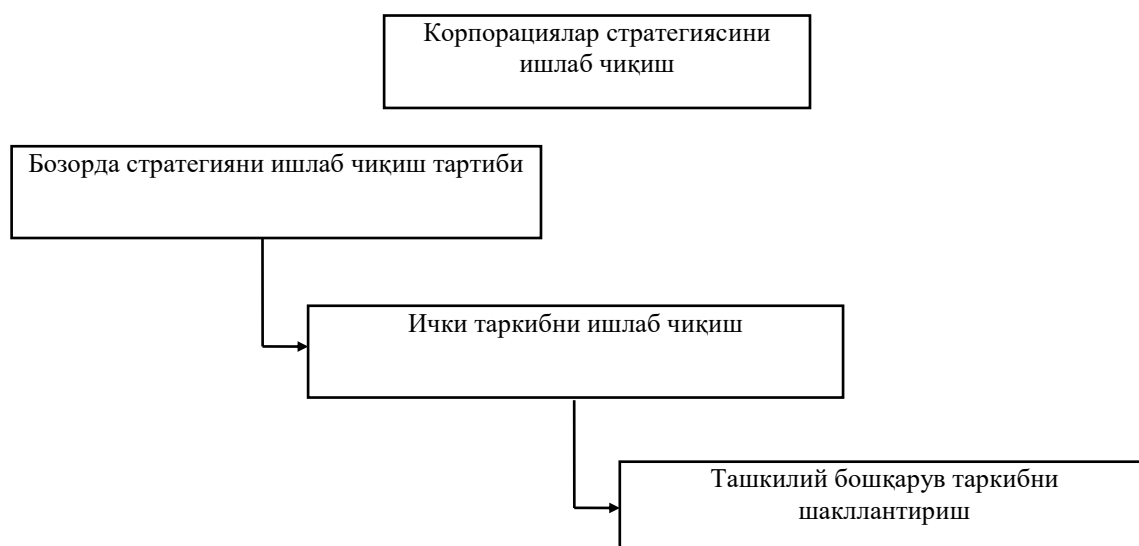 Корпорациялар стратегиясини
ишлаб чиқиш
Бозорда стратегияни ишлаб чиқиш тартиби
Ички таркибни ишлаб чиқиш
Ташкилий бошқарув таркибни
шакллантириш